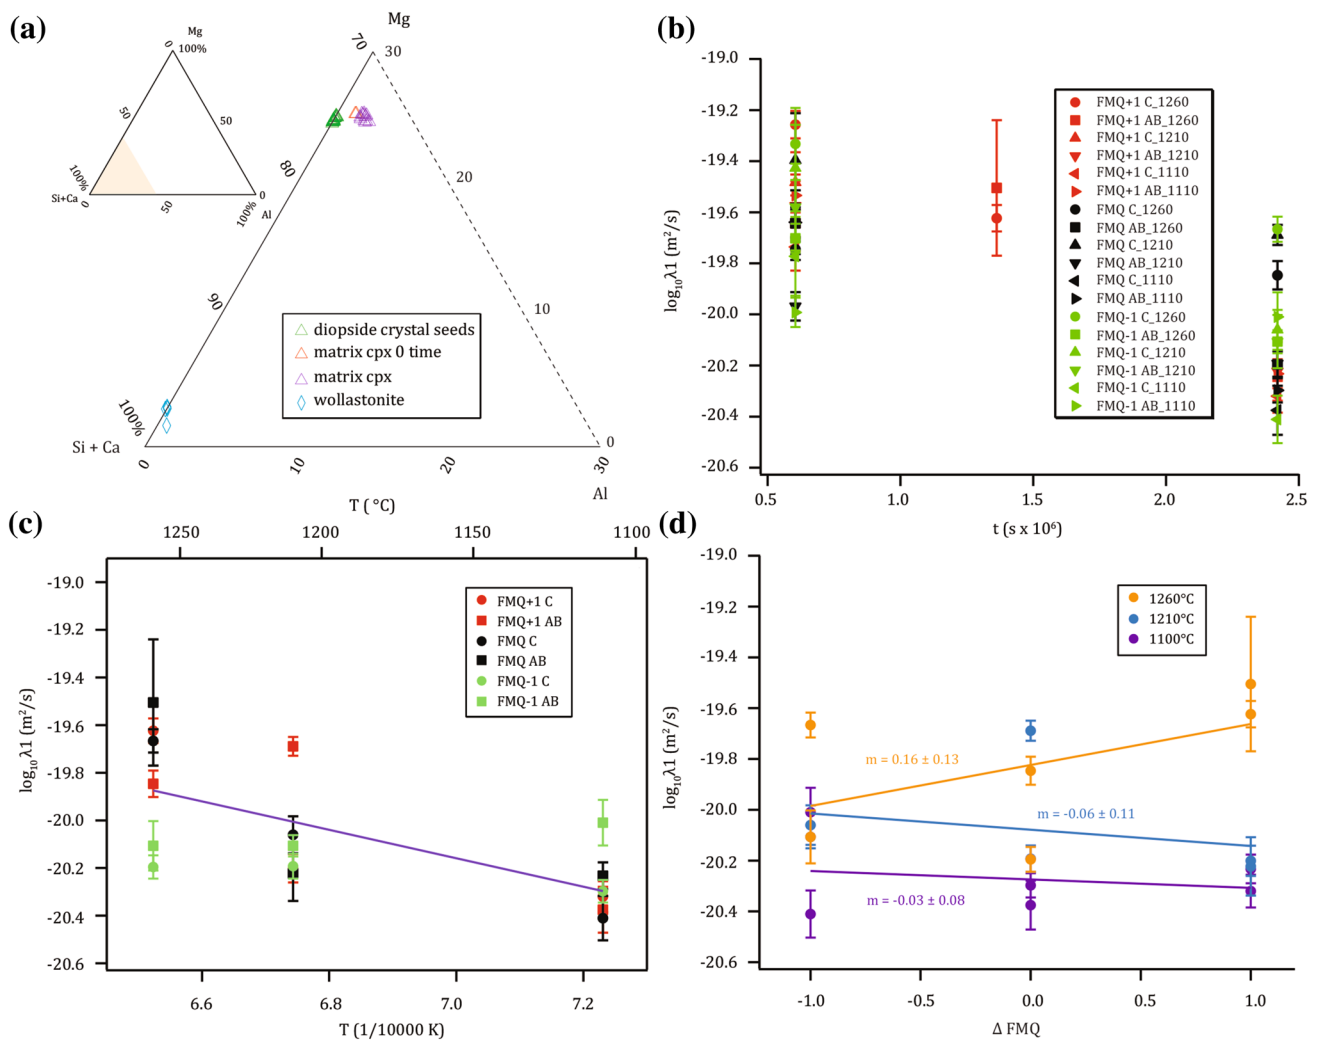 (a)
Mg
0
100%
50
50
100%
Si+Ca
0
50
100%
0
Al
Mg
70
30
80
20
90
10
100%
Si + Ca
0
10
20
30
0
Al
diopside crystal seeds
matrix cpx 0 time
matrix cpx
wollastonite
(b)
-19.0
-19.2
-19.4
-19.6
-19.8
-20.0
-20.2
-20.4
-20.6
log10λ1 (m²/s)
0.5
1.0
1.5
2.0
2.5
t (s x 10⁶)
FMQ+1 C_1260
FMQ+1 AB_1260
FMQ+1 C_1210
FMQ+1 AB_1210
FMQ+1 C_1110
FMQ+1 AB_1110
FMQ C_1260
FMQ AB_1260
FMQ C_1210
FMQ AB_1210
FMQ C_1110
FMQ AB_1110
FMQ-1 C_1260
FMQ-1 AB_1260
FMQ-1 C_1210
FMQ-1 AB_1210
FMQ-1 C_1110
FMQ-1 AB_1110
(c)
T ( °C)
1250
1200
1150
1100
-19.0
-19.2
-19.4
-19.6
-19.8
-20.0
-20.2
-20.4
-20.6
log10λ1 (m²/s)
FMQ+1 C
FMQ+1 AB
FMQ C
FMQ AB
FMQ-1 C
FMQ-1 AB
6.6
6.8
7.0
7.2
T (1/10000 K)
(d)
-19.0
-19.2
-19.4
-19.6
-19.8
-20.0
-20.2
-20.4
-20.6
log10λ1 (m²/s)
1260°C
1210°C
1100°C
m = 0.16 ± 0.13
m = -0.06 ± 0.11
m = -0.03 ± 0.08
-1.0
-0.5
0.0
0.5
1.0
Δ FMQ